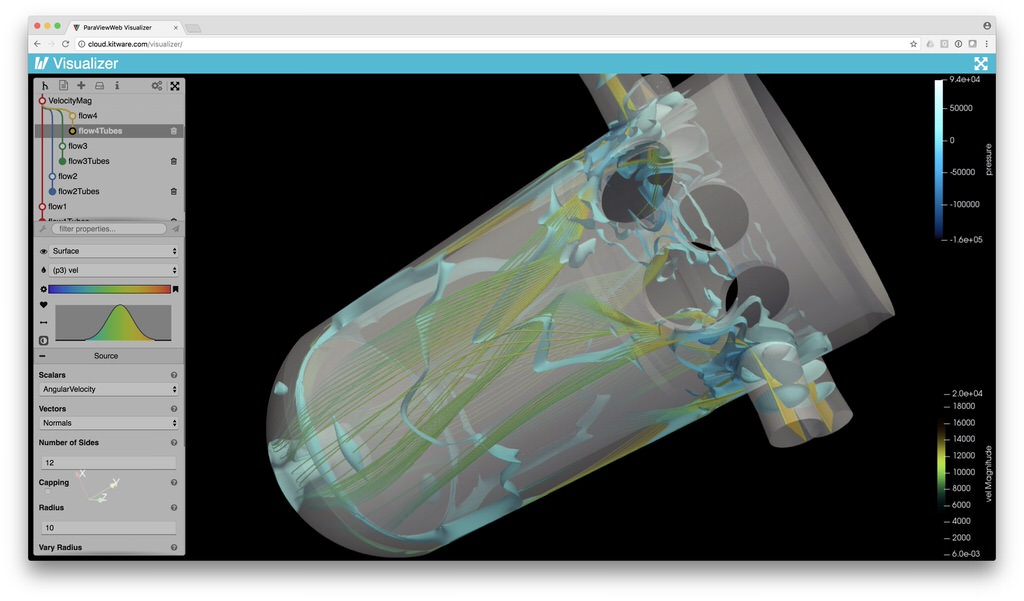 ParaViewWeb Visualizer
cloud.kitware.com/visualizer/
Visualizer
VelocityMag
flow4
flow4Tubes
flow3
flow3Tubes
flow2
flow2Tubes
flow1
flow1Tubes
filter properties...
Surface
(p3) vel
Source
Scalars
AngularVelocity
Vectors
Normals
Number of Sides
12
Capping
X
Y
Z
Radius
10
Vary Radius
9.4e+04
50000
0
-50000
-100000
-1.6e+05
pressure
2.0e+04
18000
16000
14000
12000
10000
8000
6000
4000
2000
6.0e-03
vel Magnitude